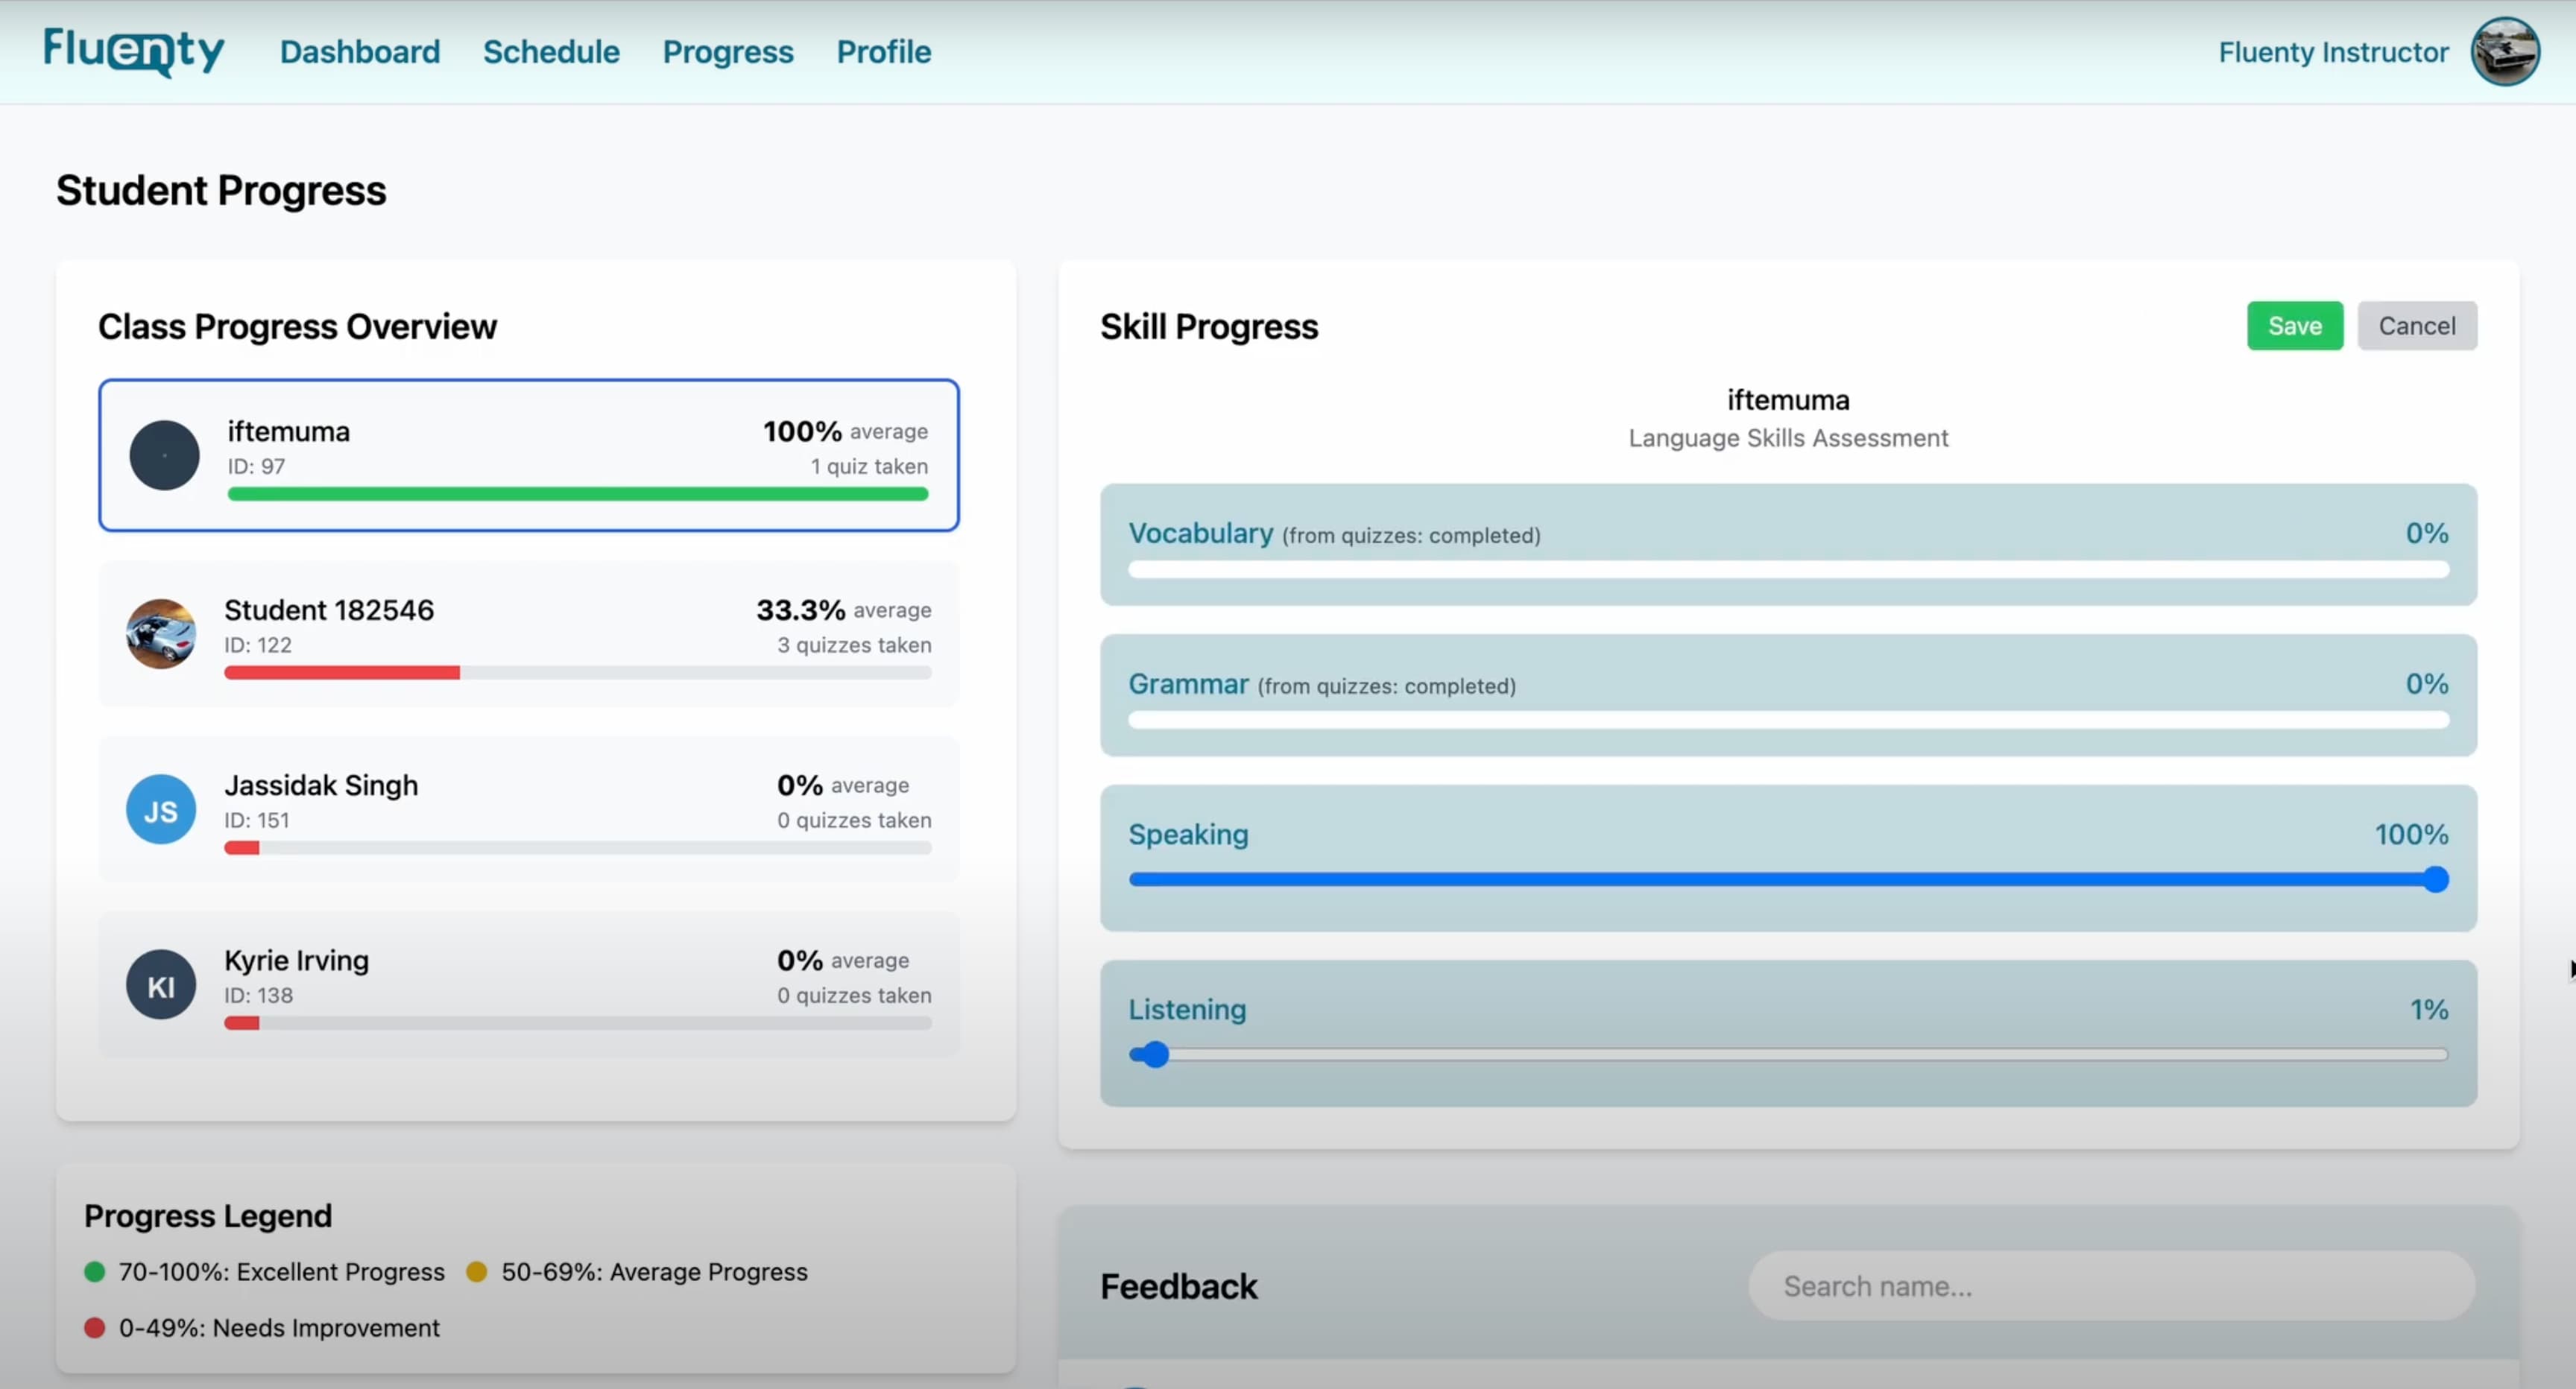 Fluenty Dashboard Schedule Progress Profile Fluenty Instructor
Student Progress
Class Progress Overview
iftemuma 100% average
ID: 97 1 quiz taken
Student 182546 33.3% average
ID: 122 3 quizzes taken
JS Jassidak Singh 0% average
ID: 151 0 quizzes taken
KI Kyrie Irving 0% average
ID: 138 0 quizzes taken
Progress Legend
70-100%: Excellent Progress 50-69%: Average Progress
0-49%: Needs Improvement
Skill Progress Save Cancel
iftemuma
Language Skills Assessment
Vocabulary (from quizzes: completed) 0%
Grammar (from quizzes: completed) 0%
Speaking 100%
Listening 1%
Feedback Search name...